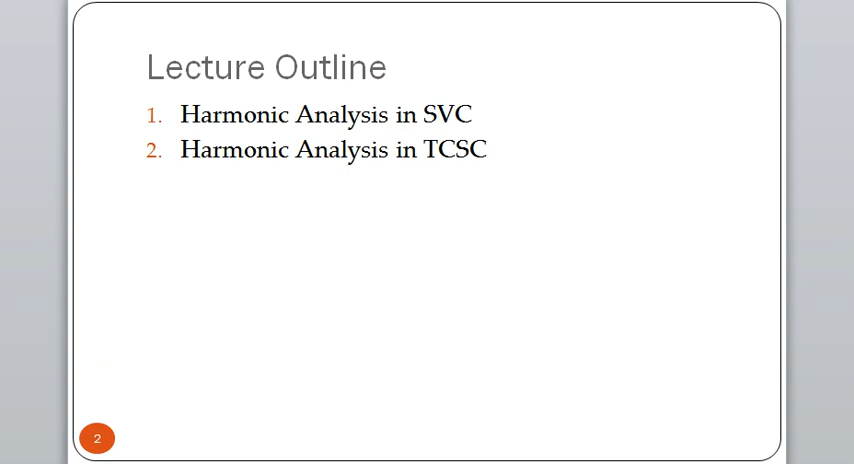 Lecture Outline
1. Harmonic Analysis in SVC
2. Harmonic Analysis in TCSC
2